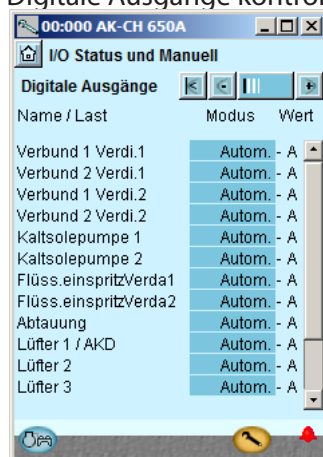 Digitale Ausgänge kontrol
00:000 AK-CH 650A
I/O Status und Manuell
Digitale Ausgänge
Name / Last Modus Wert
Verbund 1 Verdi.1 Autom. - A
Verbund 2 Verdi.1 Autom. - A
Verbund 1 Verdi.2 Autom. - A
Verbund 2 Verdi.2 Autom. - A
Kaltsolepumpe 1 Autom. - A
Kaltsolepumpe 2 Autom. - A
Flüss.einspritzVerda1 Autom. - A
Flüss.einspritzVerda2 Autom. - A
Abtauung Autom. - A
Lüfter 1 / AKD Autom. - A
Lüfter 2 Autom. - A
Lüfter 3 Autom. - A